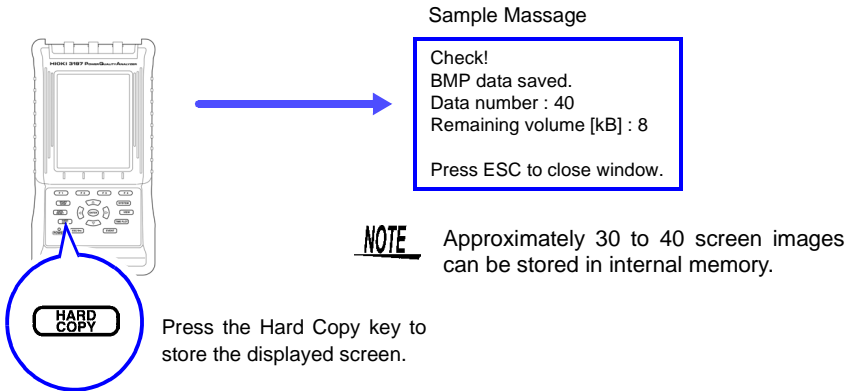 Sample Massage
HIOKI 3197 POWER QUALITY ANALYZER
Check!
BMP data saved.
Data number : 40
Remaining volume [kB] : 8
Press ESC to close window.
NOTE
Approximately 30 to 40 screen images
can be stored in internal memory.
HARD
COPY
Press the Hard Copy key to
store the displayed screen.